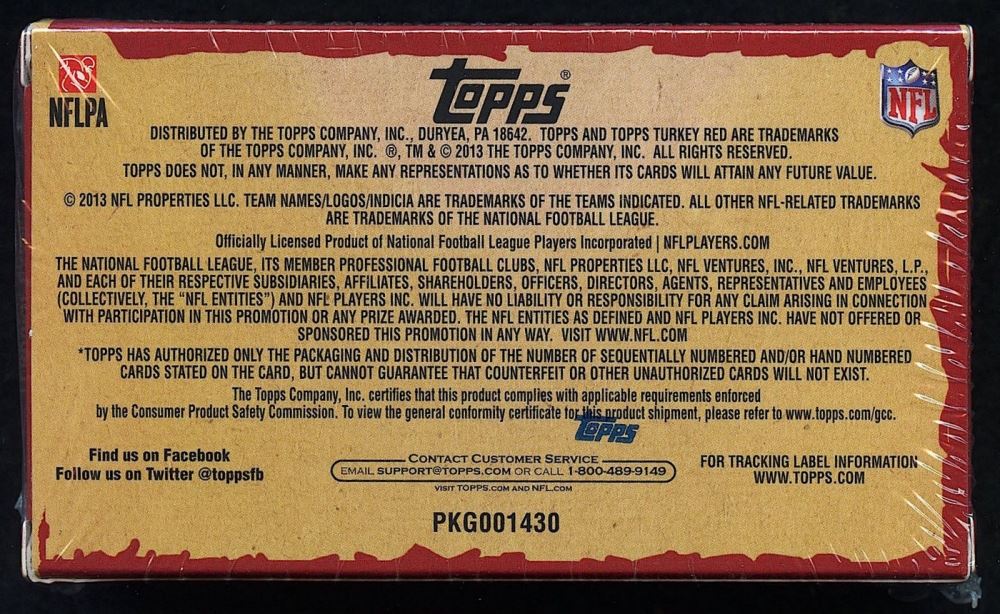 NFLPA
Topps®
NFL
DISTRIBUTED BY THE TOPPS COMPANY, INC., DURYEA, PA 18642. TOPPS AND TOPPS TURKEY RED ARE TRADEMARKS
OF THE TOPPS COMPANY, INC. ®, TM & © 2013 THE TOPPS COMPANY, INC. ALL RIGHTS RESERVED.
TOPPS DOES NOT, IN ANY MANNER, MAKE ANY REPRESENTATIONS AS TO WHETHER ITS CARDS WILL ATTAIN ANY FUTURE VALUE.
© 2013 NFL PROPERTIES LLC. TEAM NAMES/LOGOS/INDICIA ARE TRADEMARKS OF THE TEAMS INDICATED. ALL OTHER NFL-RELATED TRADEMARKS
ARE TRADEMARKS OF THE NATIONAL FOOTBALL LEAGUE.
Officially Licensed Product of National Football League Players Incorporated | NFLPLAYERS.COM
THE NATIONAL FOOTBALL LEAGUE, ITS MEMBER PROFESSIONAL FOOTBALL CLUBS, NFL PROPERTIES LLC, NFL VENTURES, INC., NFL VENTURES, L.P.,
AND EACH OF THEIR RESPECTIVE SUBSIDIARIES, AFFILIATES, SHAREHOLDERS, OFFICERS, DIRECTORS, AGENTS, REPRESENTATIVES AND EMPLOYEES
(COLLECTIVELY, THE "NFL ENTITIES") AND NFL PLAYERS INC. WILL HAVE NO LIABILITY OR RESPONSIBILITY FOR ANY CLAIM ARISING IN CONNECTION
WITH PARTICIPATION IN THIS PROMOTION OR ANY PRIZE AWARDED. THE NFL ENTITIES AS DEFINED AND NFL PLAYERS INC. HAVE NOT OFFERED OR
SPONSORED THIS PROMOTION IN ANY WAY. VISIT WWW.NFL.COM
*TOPPS HAS AUTHORIZED ONLY THE PACKAGING AND DISTRIBUTION OF THE NUMBER OF SEQUENTIALLY NUMBERED AND/OR HAND NUMBERED
CARDS STATED ON THE CARD, BUT CANNOT GUARANTEE THAT COUNTERFEIT OR OTHER UNAUTHORIZED CARDS WILL NOT EXIST.
The Topps Company, Inc. certifies that this product complies with applicable requirements enforced
by the Consumer Product Safety Commission. To view the general conformity certificate for this product shipment, please refer to www.topps.com/gcc.
Topps
Find us on Facebook
Follow us on Twitter @toppsfb
CONTACT CUSTOMER SERVICE
EMAIL SUPPORT@TOPPS.COM OR CALL 1-800-489-9149
VISIT TOPPS.COM AND NFL.COM
FOR TRACKING LABEL INFORMATION
WWW.TOPPS.COM
PKG001430